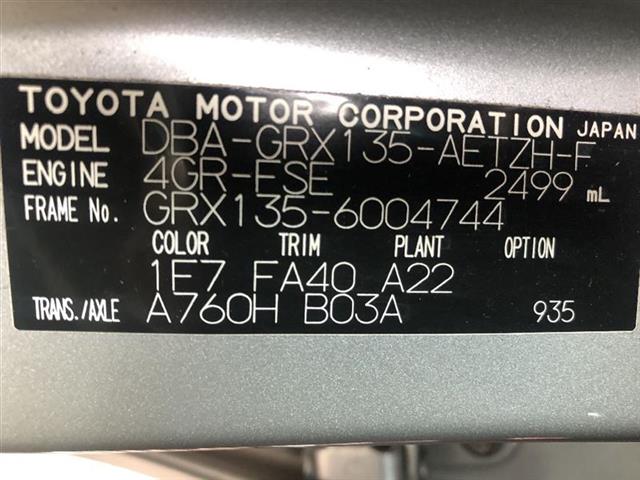 TOYOTA MOTOR CORPORATION JAPAN
MODEL DBA-GRX135-AETZH-F
ENGINE 4GR-FSE 2499 mL
FRAME No. GRX135-6004744
COLOR TRIM PLANT OPTION
1E7 FA40 A22
TRANS./AXLE A760H B03A 935